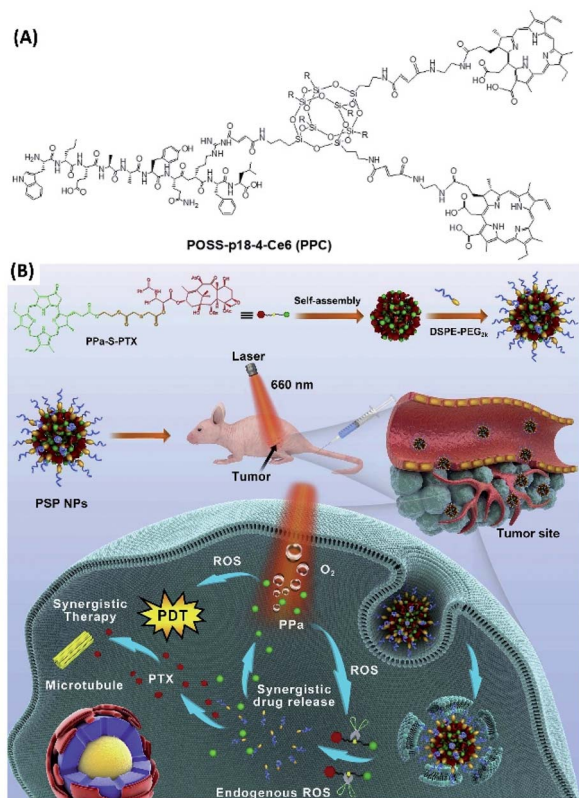 (A)
POSS-p18-4-Ce6 (PPC)
(B)
PPa-S-PTX
Self-assembly
DSPE-PEG2k
Laser
660 nm
Tumor
PSP NPs
Tumor site
ROS
O2
PDT
PPa
Synergistic
Therapy
ROS
Microtubule
PTX
Synergistic
drug release
Endogenous ROS